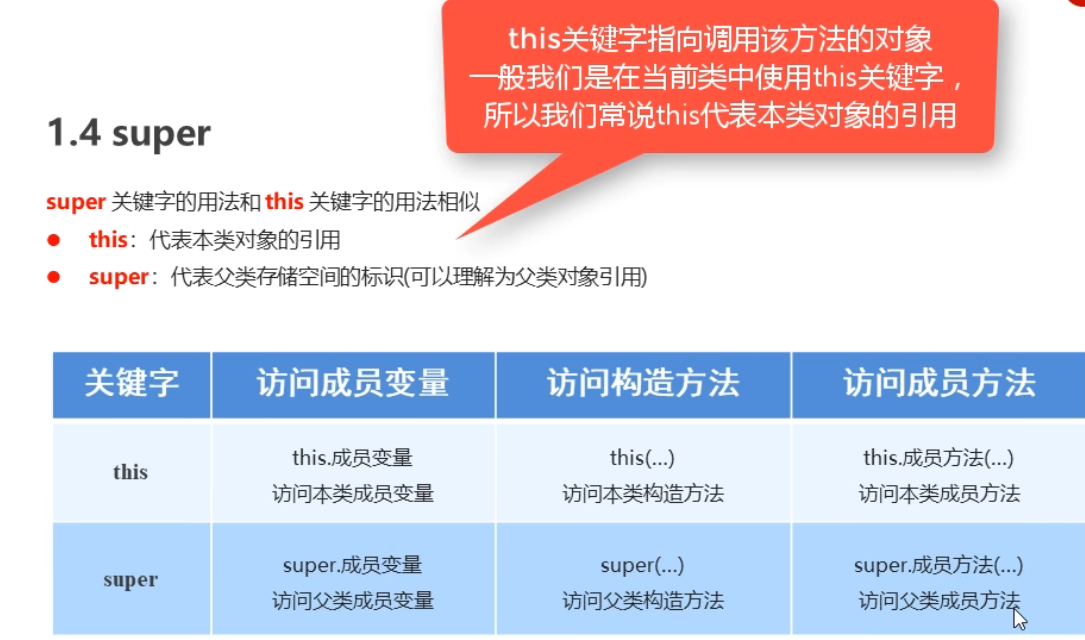 this关键字指向调用该方法的对象
一般我们是在当前类中使用this关键字，
所以我们常说this代表本类对象的引用
1.4 super
super 关键字的用法和 this 关键字的用法相似
this：代表本类对象的引用
super：代表父类存储空间的标识(可以理解为父类对象引用)
关键字 访问成员变量 访问构造方法 访问成员方法
this
this.成员变量 this(...) this.成员方法(...)
访问本类成员变量 访问本类构造方法 访问本类成员方法
super
super.成员变量 super(...) super.成员方法(...)
访问父类成员变量 访问父类构造方法 访问父类成员方法